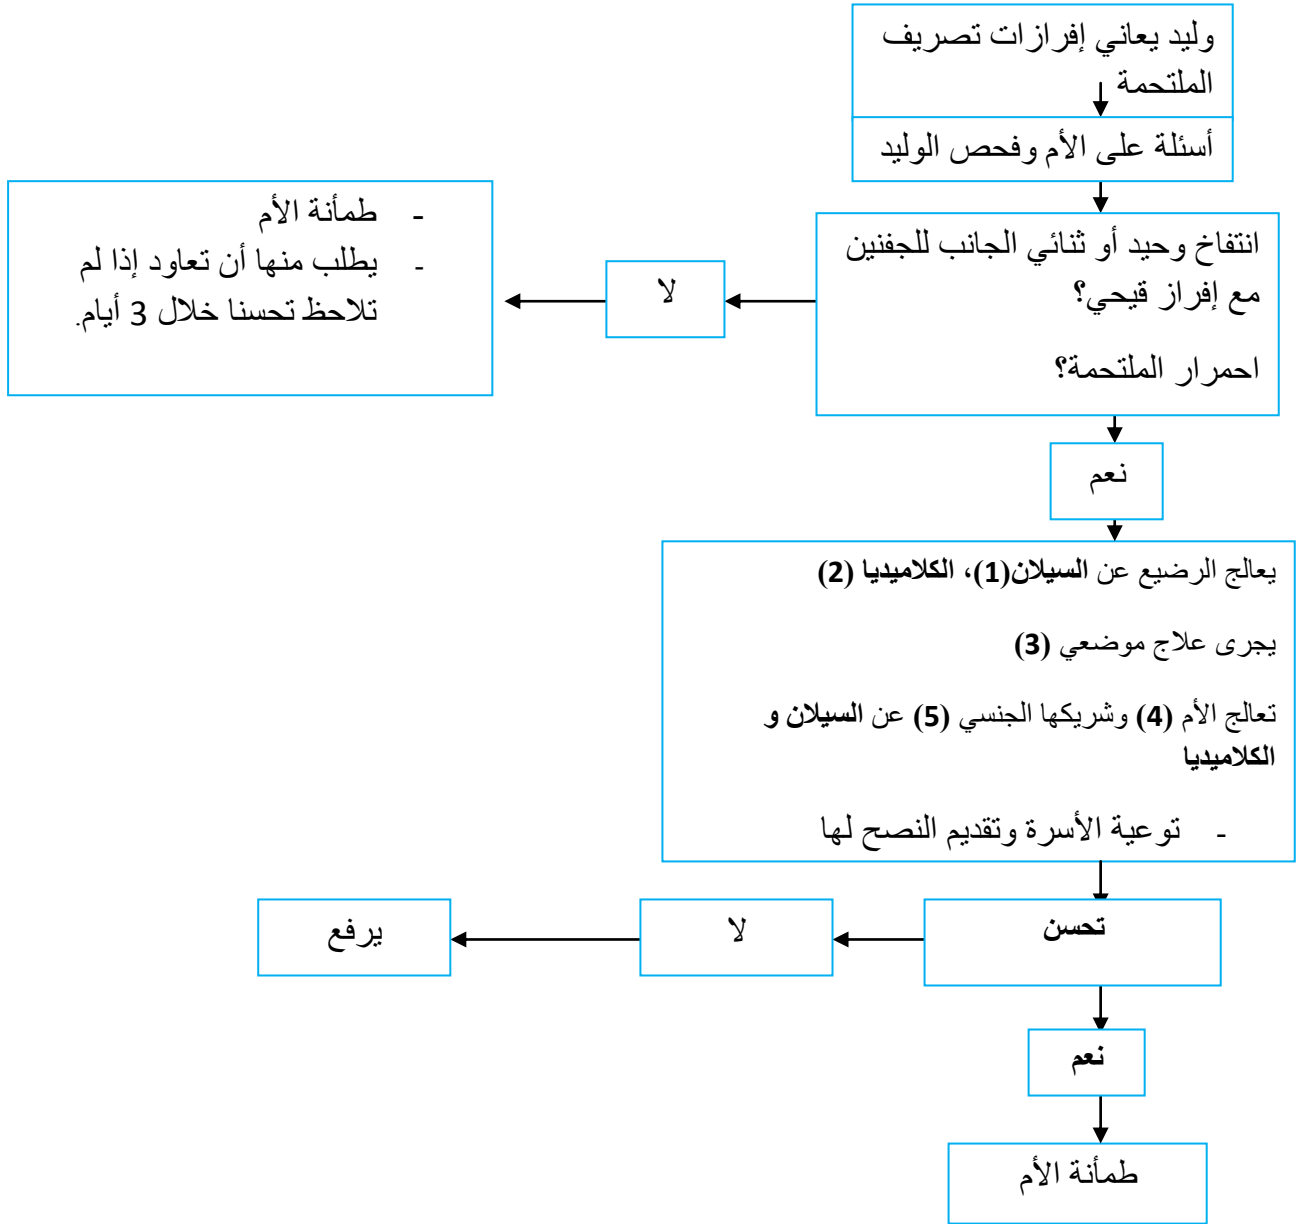 وليد يعاني إفرازات تصريف
الملتحمة
أسئلة على الأم وفحص الوليد
انتفاخ وحيد أو ثنائي الجانب للجفنين
مع إفراز قيحي؟
احمرار الملتحمة؟
لا
- طمأنة الأم
- يطلب منها أن تعاود إذا لم
تلاحظ تحسنا خلال 3 أيام.
نعم
يعالج الرضيع عن السيلان(1)، الكلاميديا (2)
يجرى علاج موضعي (3)
تعالج الأم (4) وشريكها الجنسي (5) عن السيلان و
الكلاميديا
- توعية الأسرة وتقديم النصح لها
تحسن
لا
يرفع
نعم
طمأنة الأم